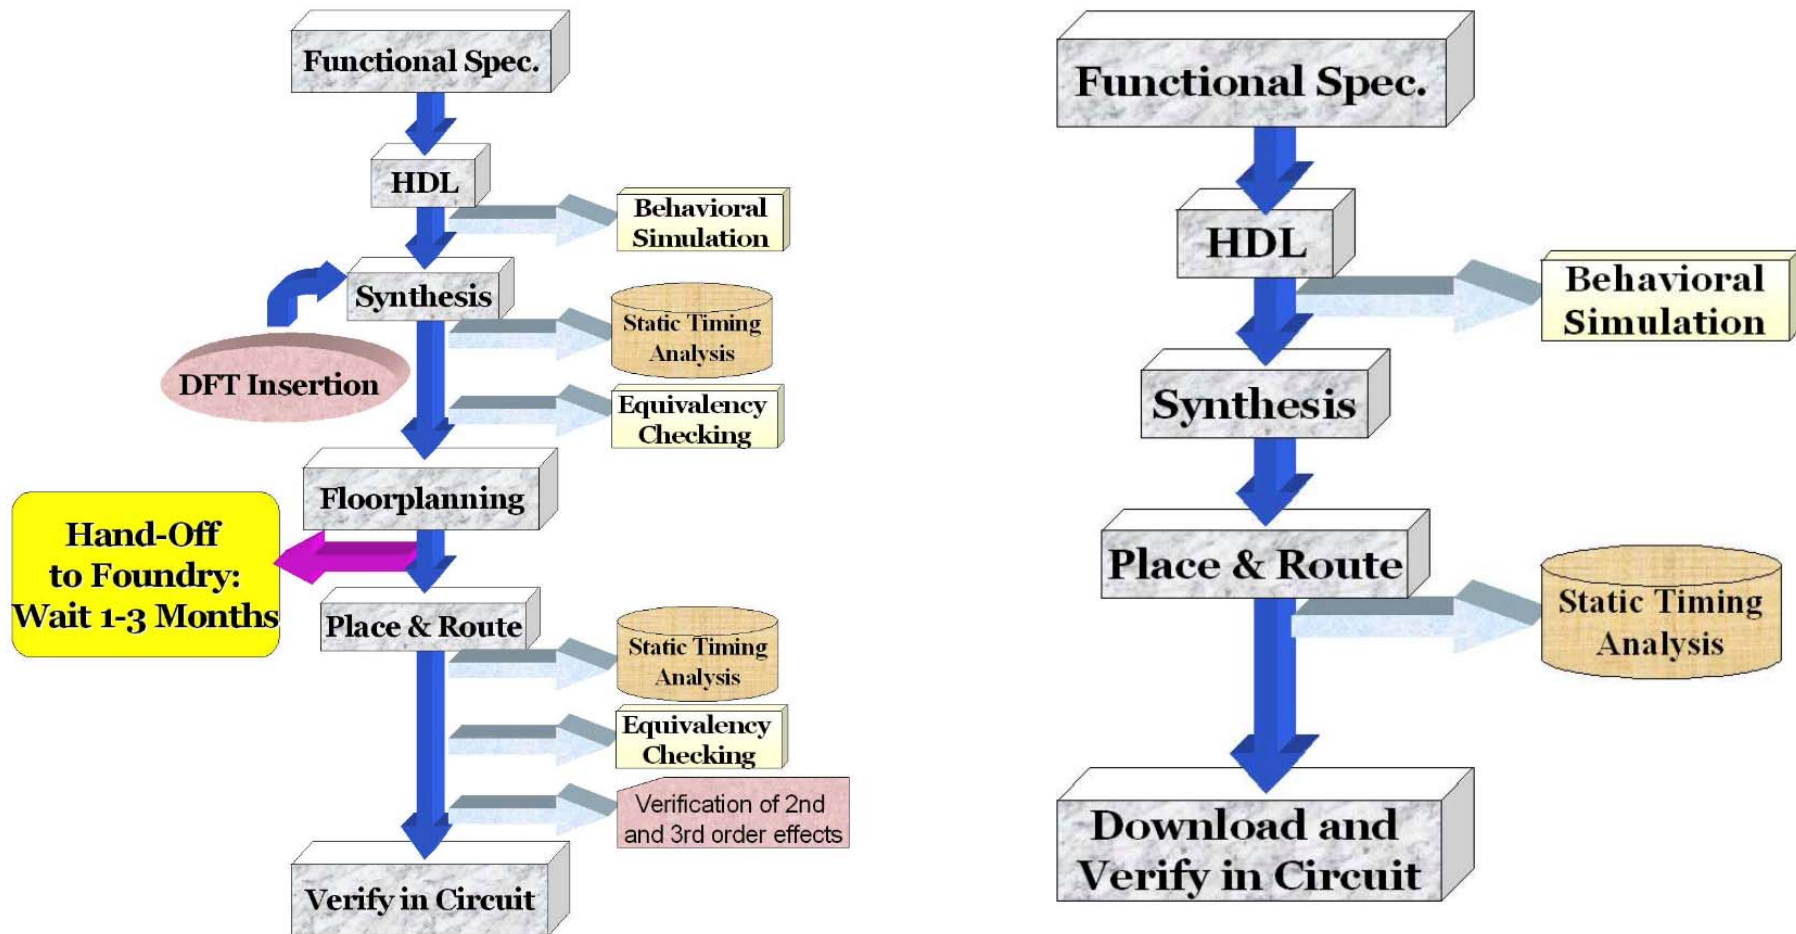 Functional Spec.
HDL
Behavioral
Simulation
Synthesis
Static Timing
Analysis
DFT Insertion
Equivalency
Checking
Floorplanning
Hand-Off
to Foundry:
Wait 1-3 Months
Place & Route
Static Timing
Analysis
Equivalency
Checking
Verification of 2nd
and 3rd order effects
Verify in Circuit
Functional Spec.
HDL
Behavioral
Simulation
Synthesis
Place & Route
Static Timing
Analysis
Download and
Verify in Circuit